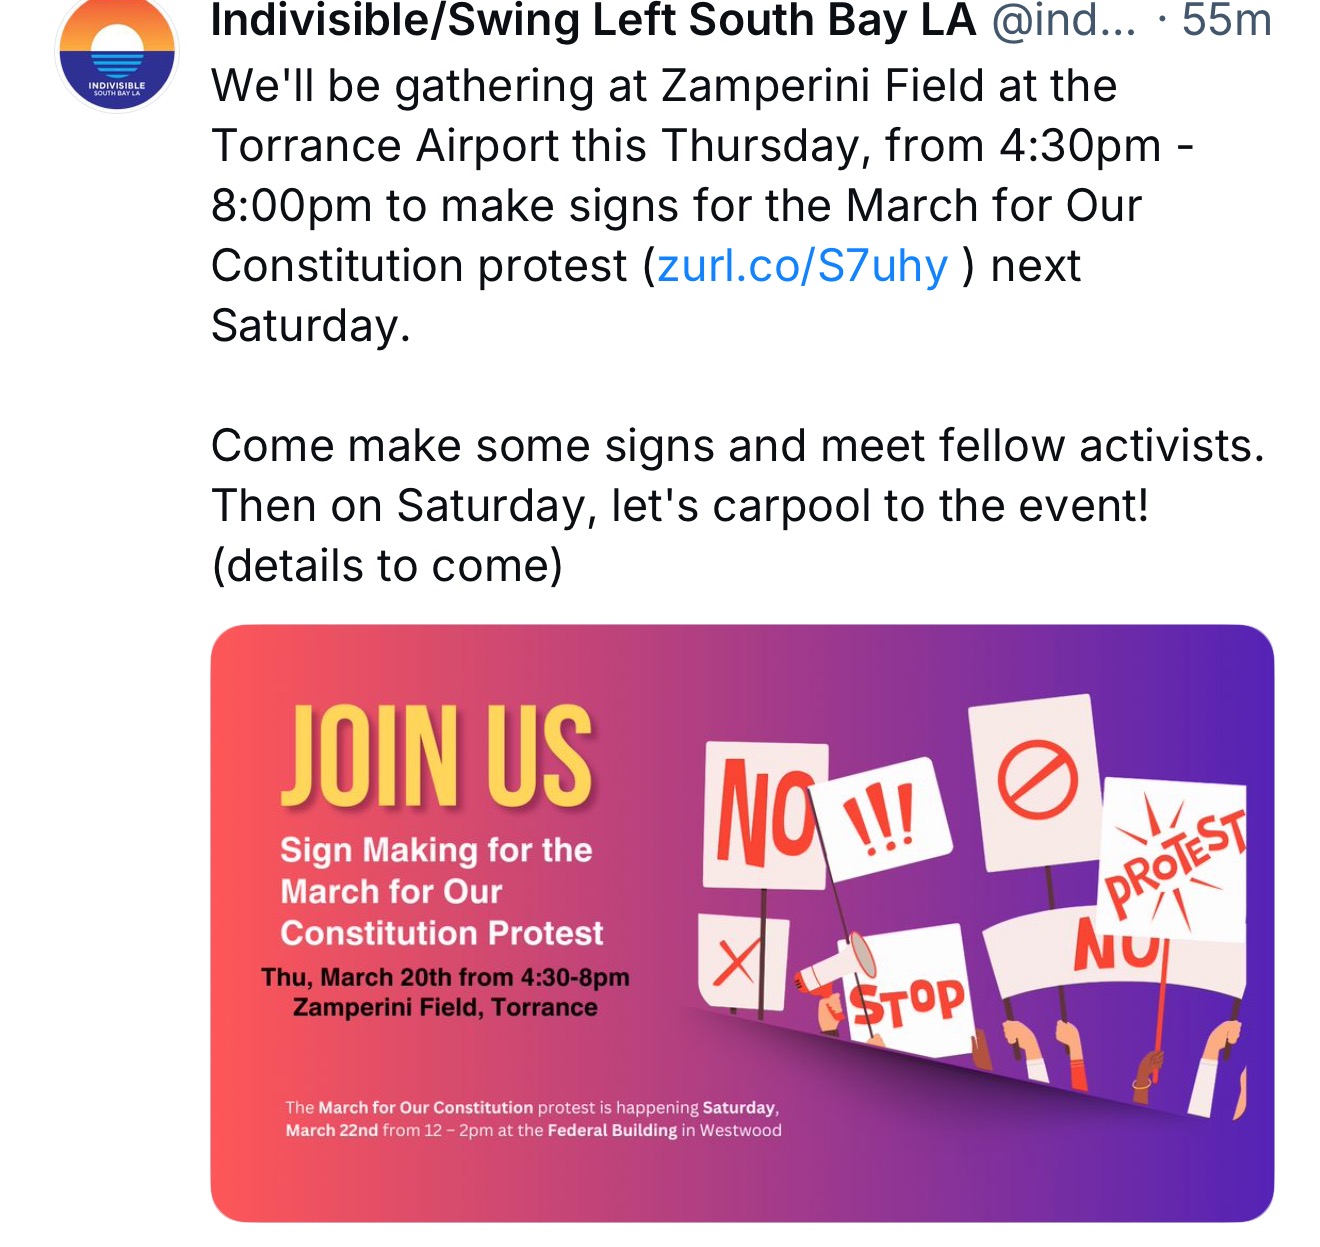 Indivisible/Swing Left South Bay LA @ind... · 55m
INDIVISIBLE
SOUTH BAY LA
We'll be gathering at Zamperini Field at the
Torrance Airport this Thursday, from 4:30pm -
8:00pm to make signs for the March for Our
Constitution protest (zurl.co/S7uhy ) next
Saturday.
Come make some signs and meet fellow activists.
Then on Saturday, let's carpool to the event!
(details to come)
JOIN US
Sign Making for the
March for Our
Constitution Protest
Thu, March 20th from 4:30-8pm
Zamperini Field, Torrance
The March for Our Constitution protest is happening Saturday,
March 22nd from 12 – 2pm at the Federal Building in Westwood
NO
!!!
PROTEST
NO
STOP